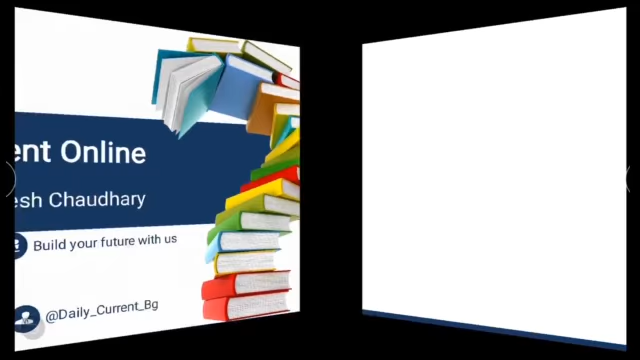 ent Online
esh Chaudhary
Build your future with us
@Daily_Current_Bg